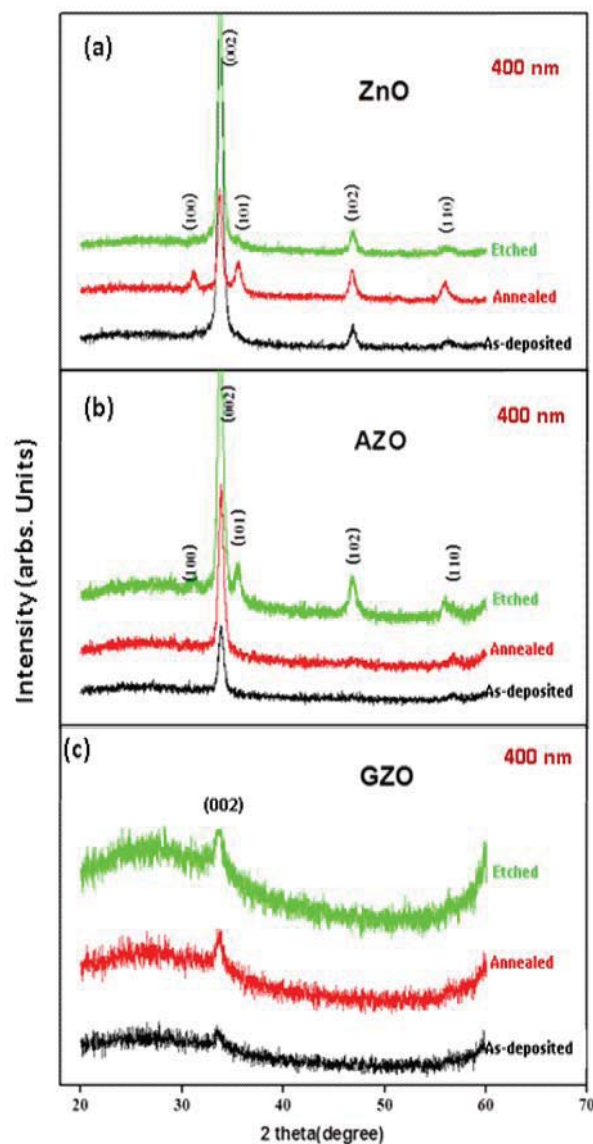 (a)
(002)
400 nm
ZnO
(100)
(101)
(102)
(110)
Etched
Annealed
As-deposited
(b)
(002)
400 nm
AZO
(100)
(101)
(102)
(110)
Etched
Annealed
As-deposited
(c)
400 nm
GZO
(002)
Etched
Annealed
As-deposited
Intensity (arbs. Units)
20 30 40 50 60 70
2 theta(degree)